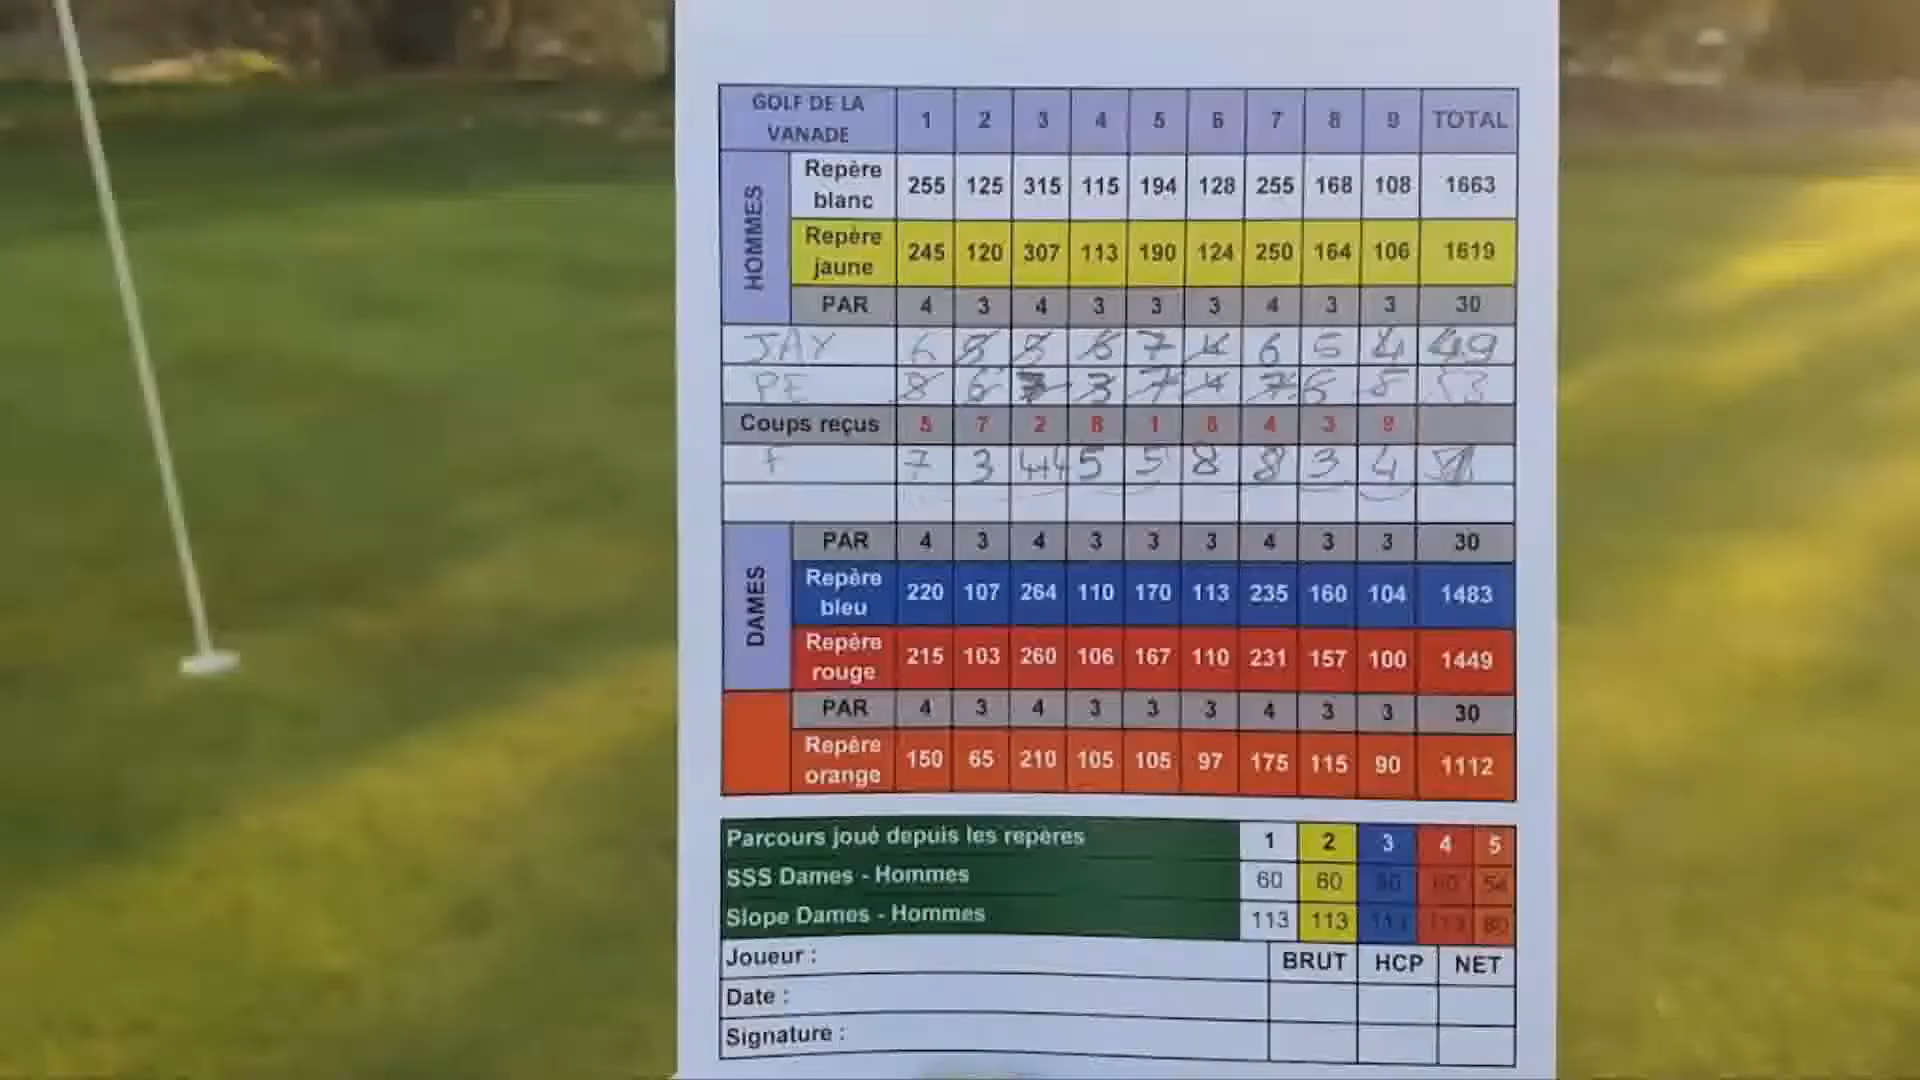 GOLF DE LA VANADE 1 2 3 4 5 6 7 8 9 TOTAL
HOMMES
Repère blanc 255 125 315 115 194 128 255 168 108 1663
Repère jaune 245 120 307 113 190 124 250 164 106 1619
PAR 4 3 4 3 3 3 4 3 3 30
JAY 6 7 6 5 4 49
PE 8 6 3 7 4 7 53
Coups reçus 5 7 2 8 1 4 3
F 7 3 5 5 8 8 3 4
DAMES
PAR 4 3 4 3 3 3 4 3 3 30
Repère bleu 220 107 264 110 170 113 235 160 104 1483
Repère rouge 215 103 260 106 167 110 231 157 100 1449
PAR 4 3 4 3 3 3 4 3 3 30
Repère orange 150 65 210 105 105 97 175 115 90 1112
Parcours joué depuis les repères 1 2 3 4 5
SSS Dames - Hommes 60 60 60 60 54
Slope Dames - Hommes 113 113 113 113 80
Joueur : BRUT HCP NET
Date :
Signature :